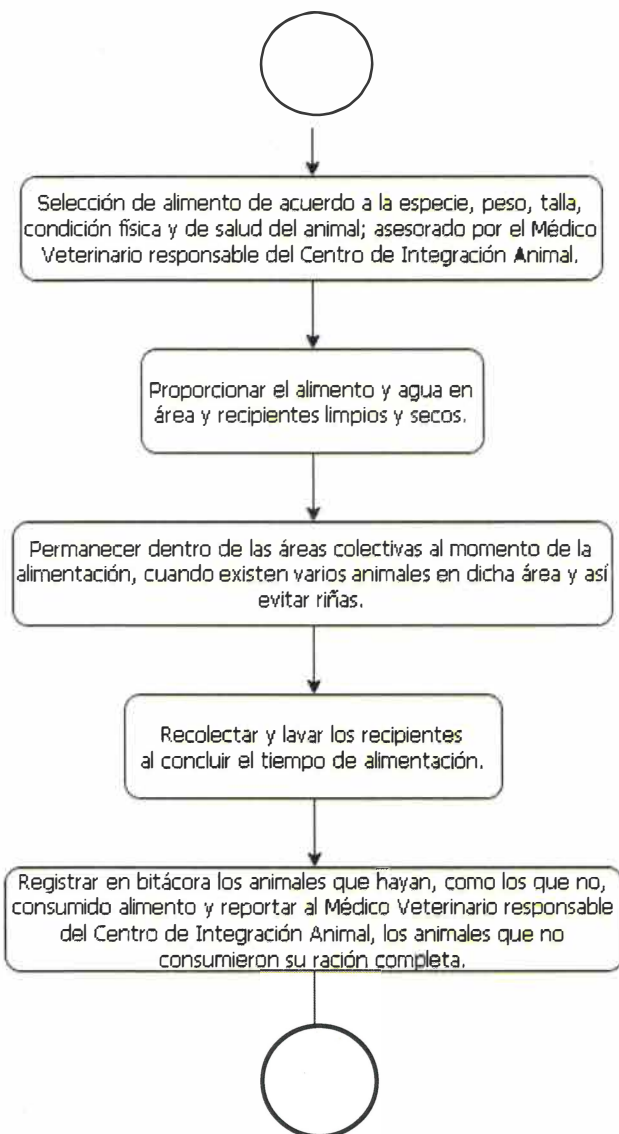 Selección de alimento de acuerdo a la especie, peso, talla,
condición física y de salud del animal; asesorado por el Médico
Veterinario responsable del Centro de Integración Animal.
Proporcionar el alimento y agua en
área y recipientes limpios y secos.
Permanecer dentro de las áreas colectivas al momento de la
alimentación, cuando existen varios animales en dicha área y así
evitar riñas.
Recolectar y lavar los recipientes
al concluir el tiempo de alimentación.
Registrar en bitácora los animales que hayan, como los que no,
consumido alimento y reportar al Médico Veterinario responsable
del Centro de Integración Animal, los animales que no
consumieron su ración completa.